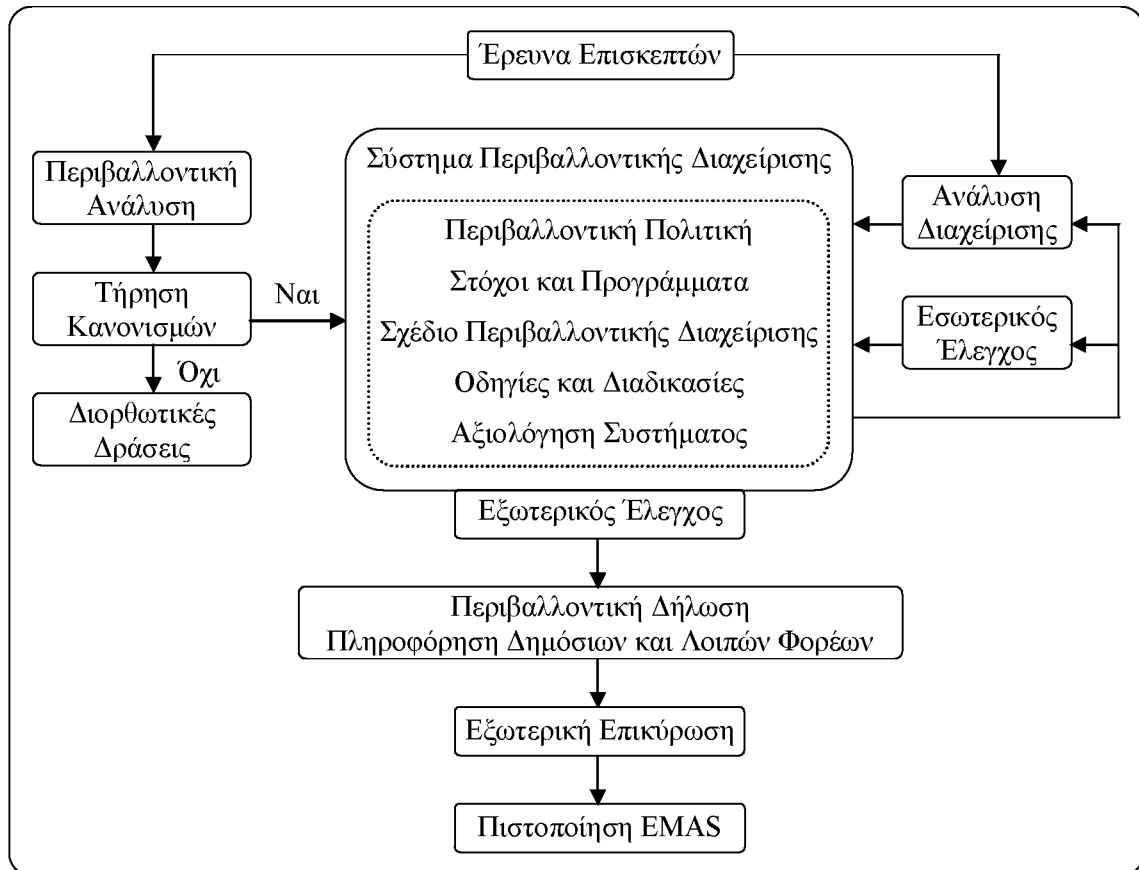 Έρευνα Επισκεπτών
Περιβαλλοντική
Ανάλυση
Τήρηση
Κανονισμών
Ναι
Όχι
Διορθωτικές
Δράσεις
Σύστημα Περιβαλλοντικής Διαχείρισης
Περιβαλλοντική Πολιτική
Στόχοι και Προγράμματα
Σχέδιο Περιβαλλοντικής Διαχείρισης
Οδηγίες και Διαδικασίες
Αξιολόγηση Συστήματος
Ανάλυση
Διαχείρισης
Εσωτερικός
Έλεγχος
Εξωτερικός Έλεγχος
Περιβαλλοντική Δήλωση
Πληροφόρηση Δημόσιων και Λοιπών Φορέων
Εξωτερική Επικύρωση
Πιστοποίηση EMAS